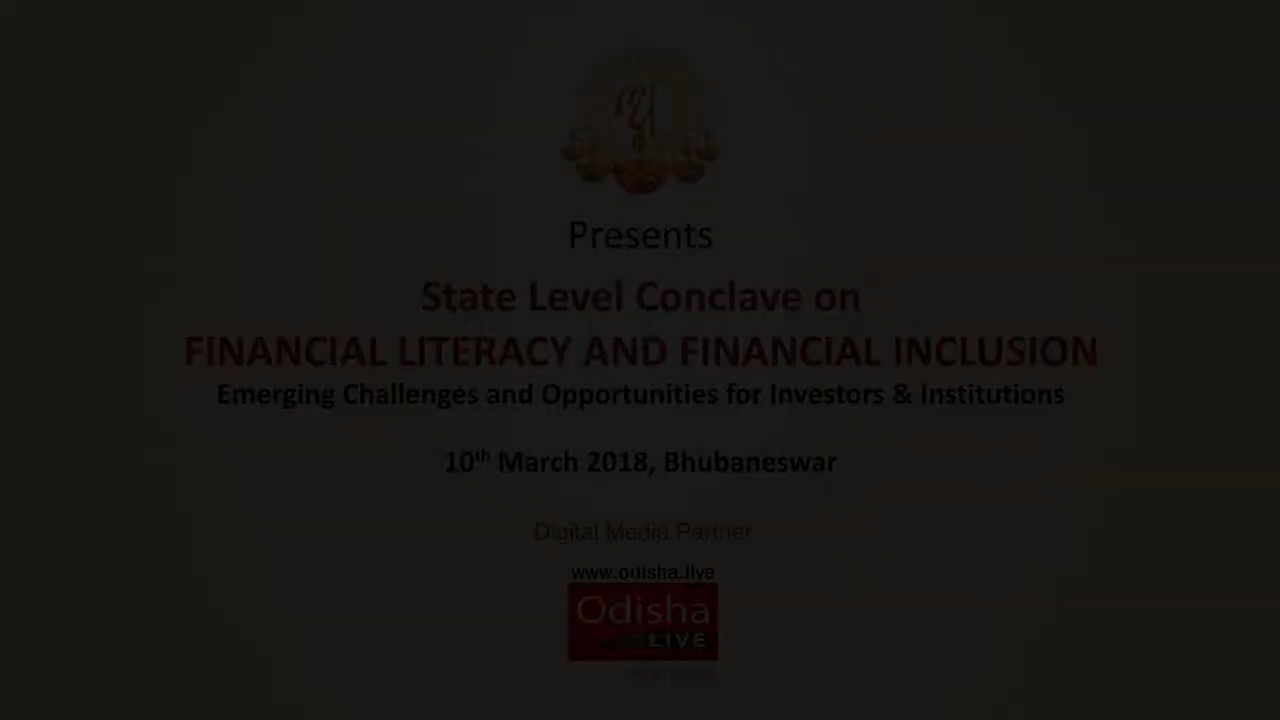 Presents
State Level Conclave on
FINANCIAL LITERACY AND FINANCIAL INCLUSION
Emerging Challenges and Opportunities for Investors & Institutions
10th March 2018, Bhubaneswar
Digital Media Partner
www.odisha.live
Odisha
LIVE